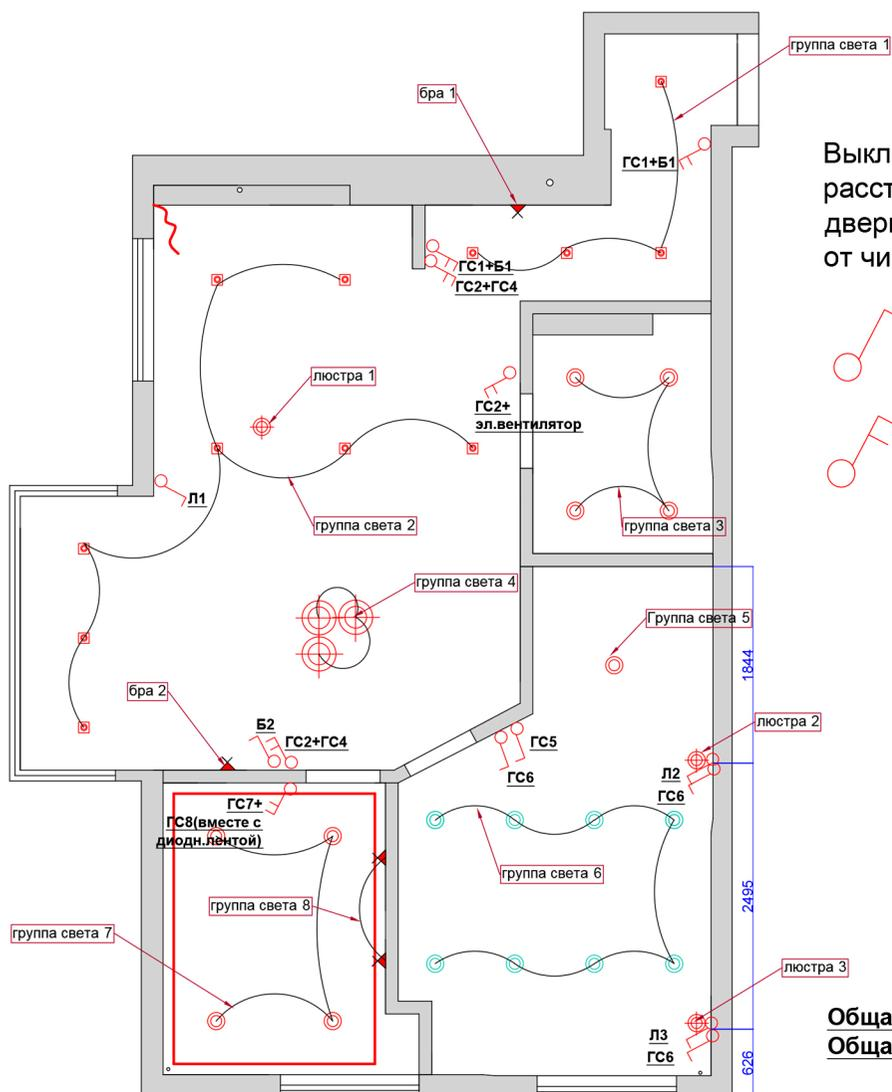 группа света 1
бра 1
ГС1+Б1
Выкл
расст
двер
от чи
ГС1+Б1
ГС2+ГС4
люстра 1
ГС2+
эл.вентилятор
Л1
группа света 2
группа света 3
группа света 4
Группа света 5
1844
бра 2
Б2
ГС2+ГС4
ГС5
ГС6
люстра 2
Л2
ГС6
ГС7+
ГС8(вместе с
диодн.лентой)
группа света 6
2495
группа света 8
группа света 7
люстра 3
Л3
ГС6
626
Обща
Обща